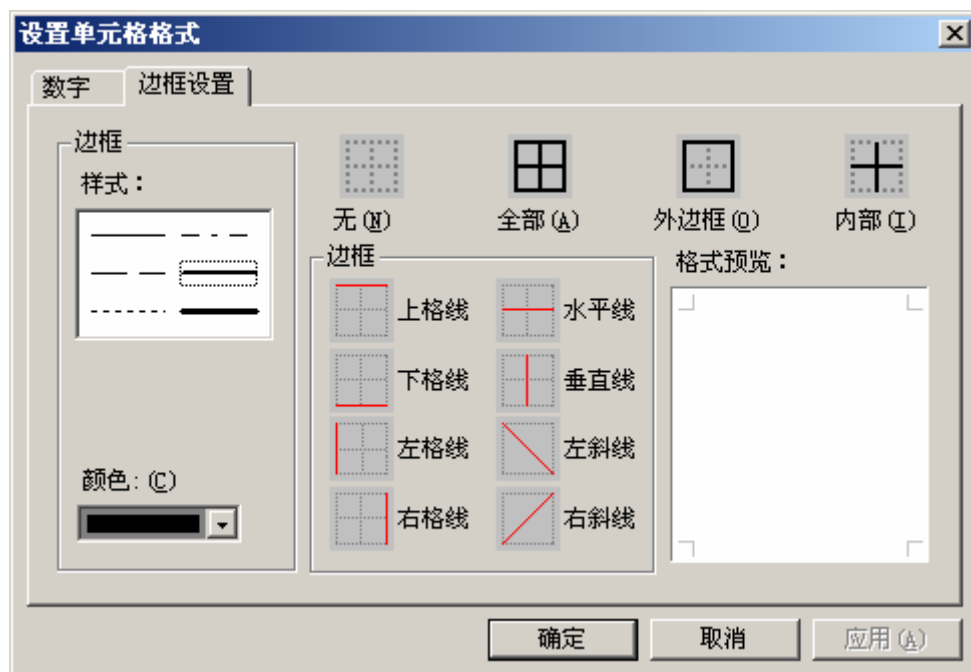 设置单元格格式
数字 边框设置
边框
样式：
无(N) 全部(A) 外边框(O) 内部(I)
边框 格式预览：
上格线 水平线
下格线 垂直线
左格线 左斜线
颜色:(C)
右格线 右斜线
确定 取消 应用(A)